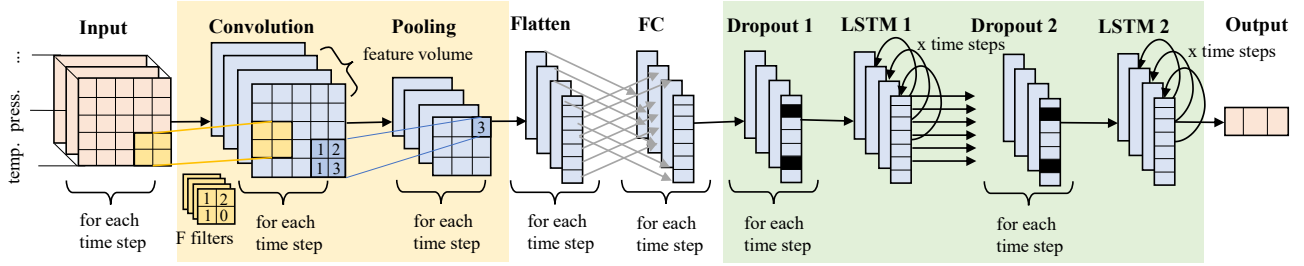 Input
Convolution
Pooling
Flatten
FC
Dropout 1
LSTM 1
Dropout 2
LSTM 2
Output
...
press.
temp.
feature volume
x time steps
x time steps
3
1 2
1 3
1 2
1 0
F filters
for each
time step
for each
time step
for each
time step
for each
time step
for each
time step
for each
time step
for each
time step